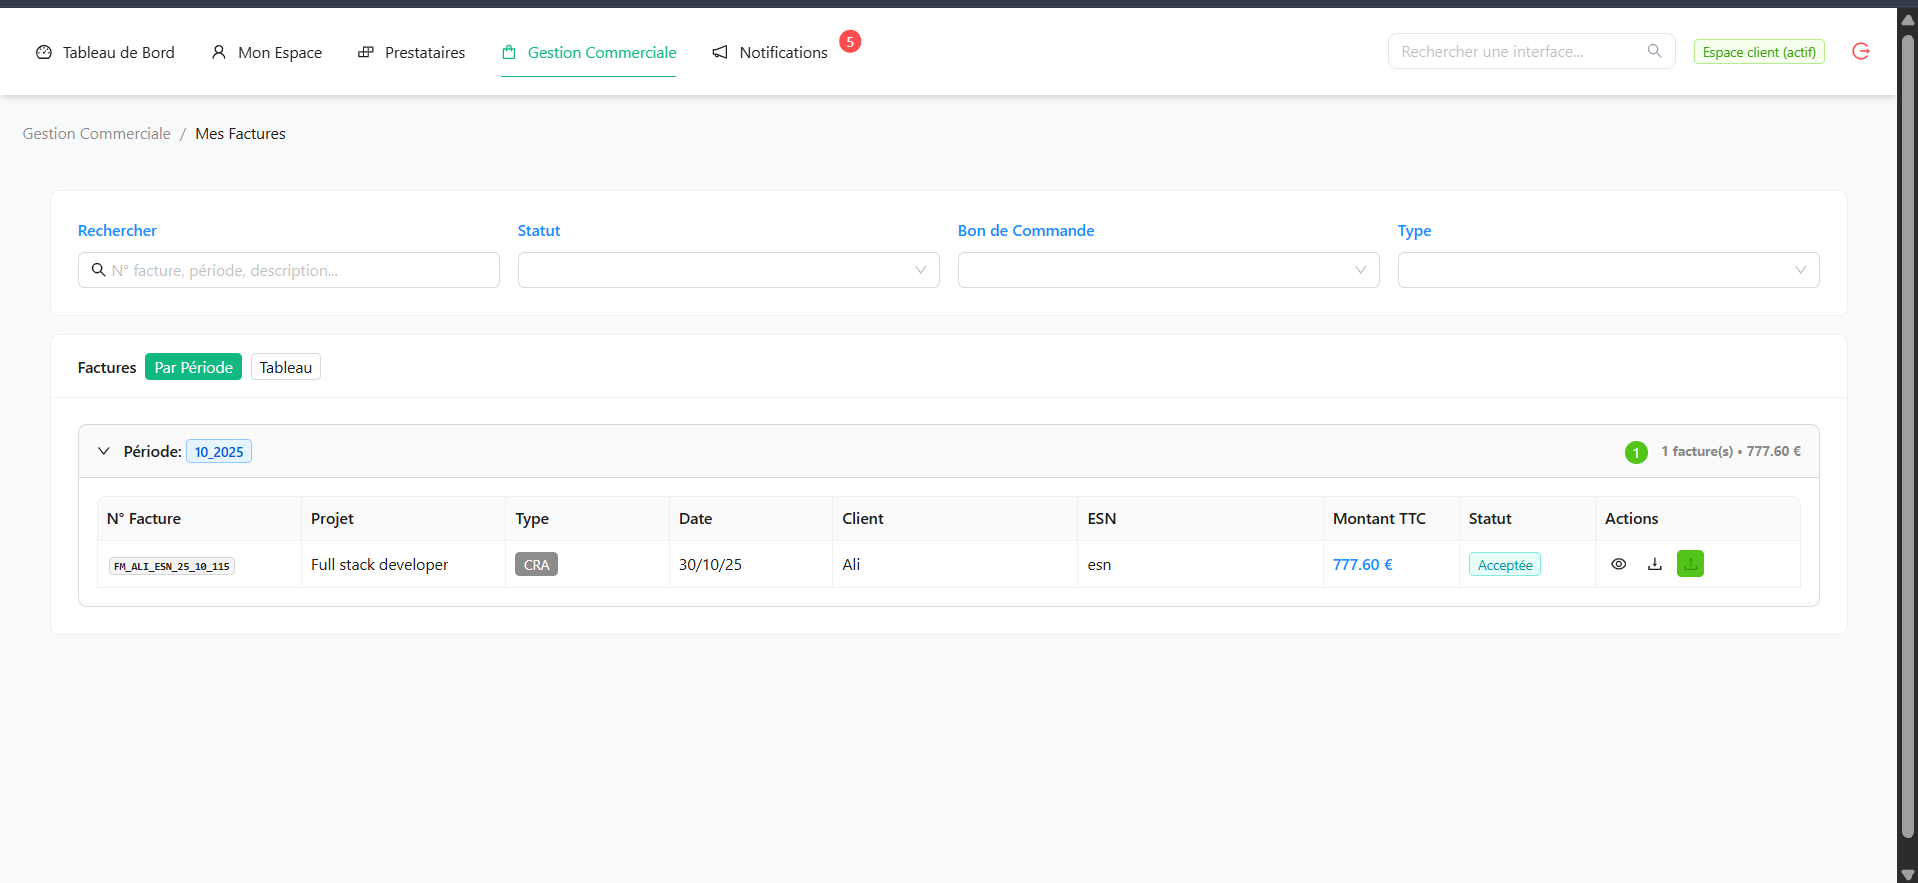 Tableau de Bord Mon Espace Prestataires Gestion Commerciale Notifications 5 Rechercher une interface... Espace client (actif)
Gestion Commerciale / Mes Factures
Rechercher Statut Bon de Commande Type
N° facture, période, description...
Factures Par Période Tableau
Période: 10_2025 1 1 facture(s) • 777.60 €
N° Facture Projet Type Date Client ESN Montant TTC Statut Actions
FM_ALI_ESN_25_10_115 Full stack developer CRA 30/10/25 Ali esn 777.60 € Acceptée